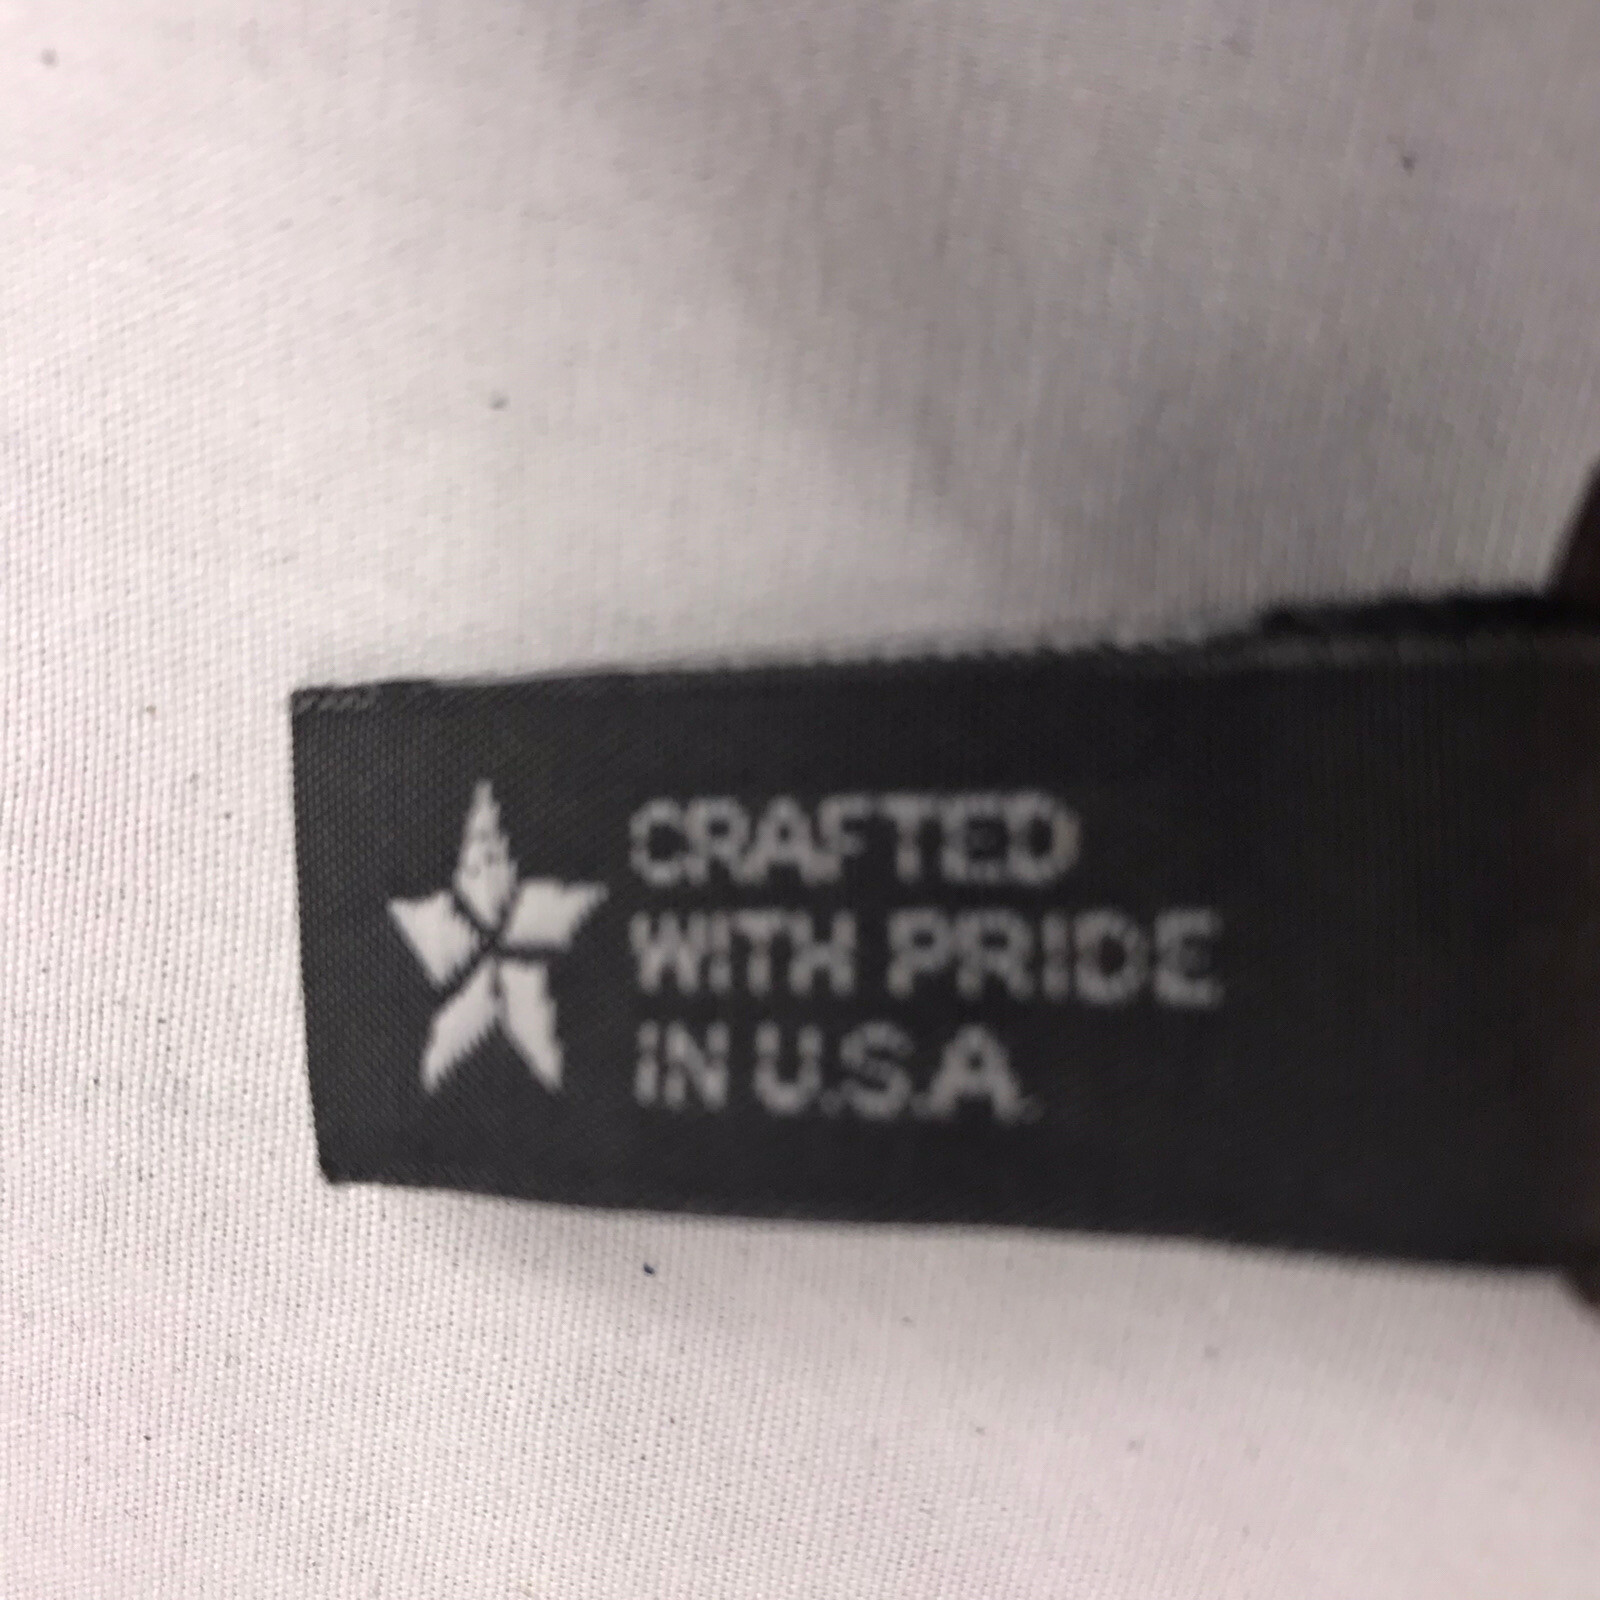 CRAFTED
WITH PRIDE
IN U.S.A.